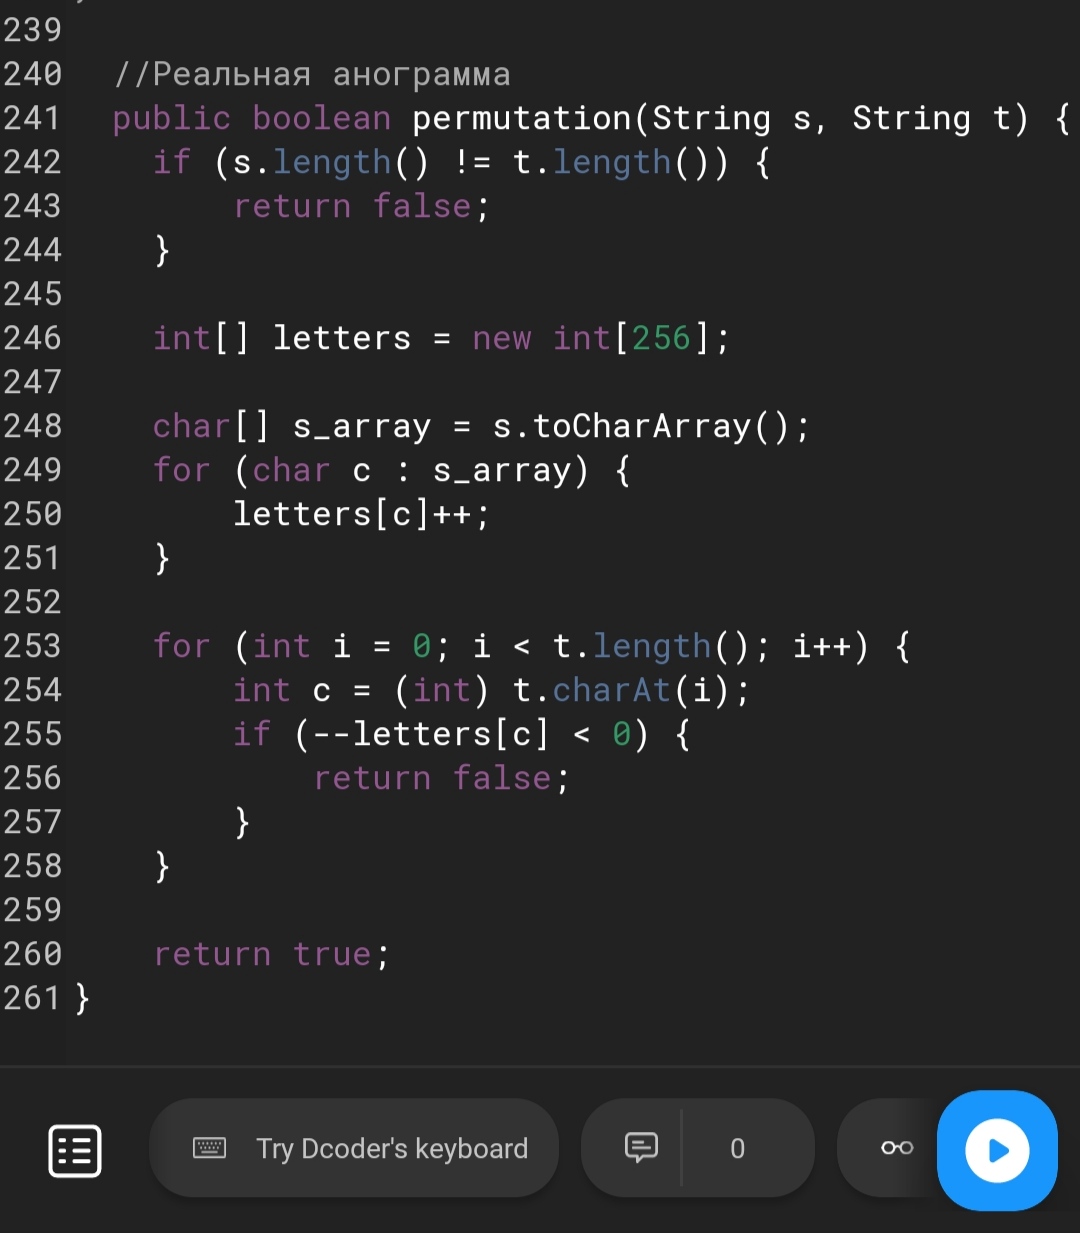 239
240 //Реальная анограмма
241 public boolean permutation(String s, String t) {
242 if (s.length() != t.length()) {
243 return false;
244 }
245
246 int[] letters = new int[256];
247
248 char[] s_array = s.toCharArray();
249 for (char c : s_array) {
250 letters[c]++;
251 }
252
253 for (int i = 0; i < t.length(); i++) {
254 int c = (int) t.charAt(i);
255 if (--letters[c] < 0) {
256 return false;
257 }
258 }
259
260 return true;
261 }
Try Dcoder's keyboard 0